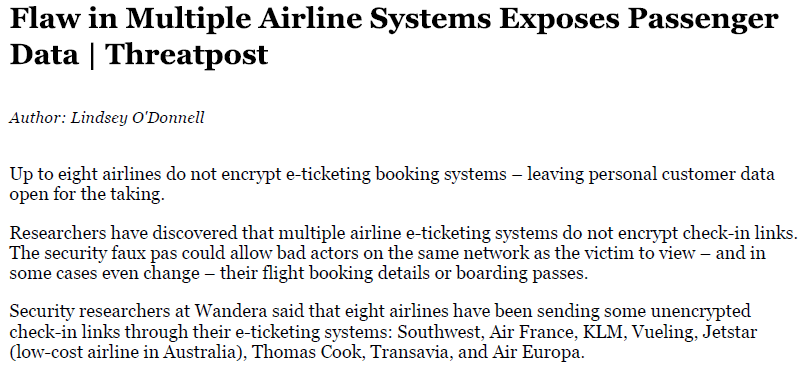 Flaw in Multiple Airline Systems Exposes Passenger
Data | Threatpost
Author: Lindsey O'Donnell
Up to eight airlines do not encrypt e-ticketing booking systems – leaving personal customer data
open for the taking.
Researchers have discovered that multiple airline e-ticketing systems do not encrypt check-in links.
The security faux pas could allow bad actors on the same network as the victim to view – and in
some cases even change – their flight booking details or boarding passes.
Security researchers at Wandera said that eight airlines have been sending some unencrypted
check-in links through their e-ticketing systems: Southwest, Air France, KLM, Vueling, Jetstar
(low-cost airline in Australia), Thomas Cook, Transavia, and Air Europa.